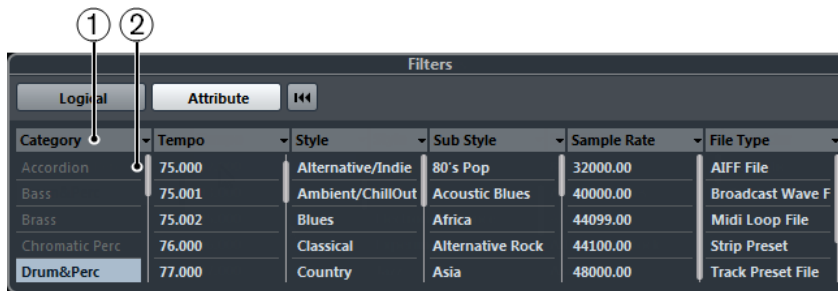 1 2
Filters
Logical Attribute
Category Tempo Style Sub Style Sample Rate File Type
Accordion 75.000 Alternative/Indie 80's Pop 32000.00 AIFF File
Bass 75.001 Ambient/ChillOut Acoustic Blues 40000.00 Broadcast Wave F
Brass 75.002 Blues Africa 44099.00 Midi Loop File
Chromatic Perc 76.000 Classical Alternative Rock 44100.00 Strip Preset
Drum&Perc 77.000 Country Asia 48000.00 Track Preset File